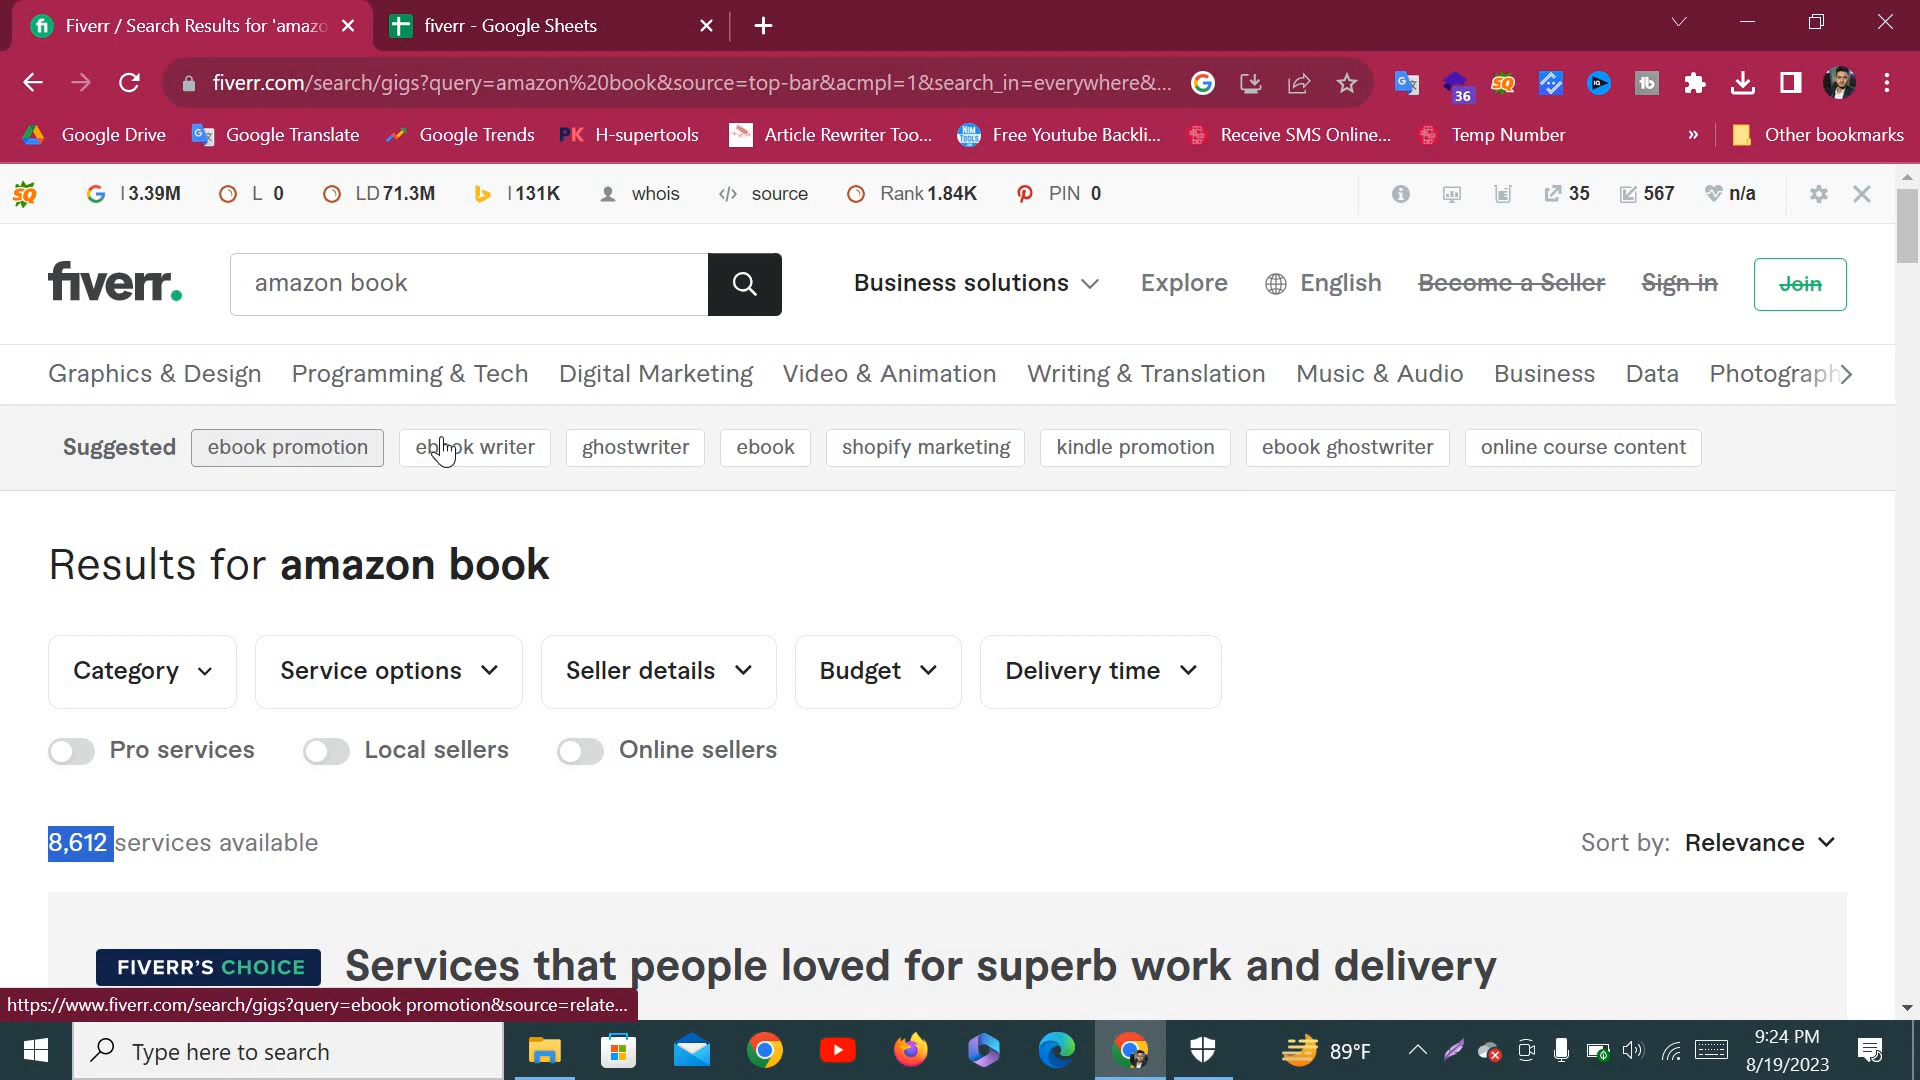 Fiverr / Search Results for 'amazo
fiverr - Google Sheets
fiverr.com/search/gigs?query=amazon%20book&source=top-bar&acmpl=1&search_in=everywhere&...
36
Google Drive
Google Translate
Google Trends
PK H-supertools
Article Rewriter Too...
Free Youtube Backli...
Receive SMS Online...
Temp Number
»
Other bookmarks
SQ
I 3.39M
L 0
LD 71.3M
I 131K
whois
</> source
Rank 1.84K
PIN 0
35
567
n/a
fiverr.
amazon book
Business solutions
Explore
English
Become a Seller
Sign in
Join
Graphics & Design
Programming & Tech
Digital Marketing
Video & Animation
Writing & Translation
Music & Audio
Business
Data
Photograph
Suggested
ebook promotion
ebook writer
ghostwriter
ebook
shopify marketing
kindle promotion
ebook ghostwriter
online course content
Results for amazon book
Category
Service options
Seller details
Budget
Delivery time
Pro services
Local sellers
Online sellers
8,612 services available
Sort by: Relevance
FIVERR'S CHOICE
Services that people loved for superb work and delivery
https://www.fiverr.com/search/gigs?query=ebook promotion&source=relate...
Type here to search
89°F
9:24 PM
8/19/2023